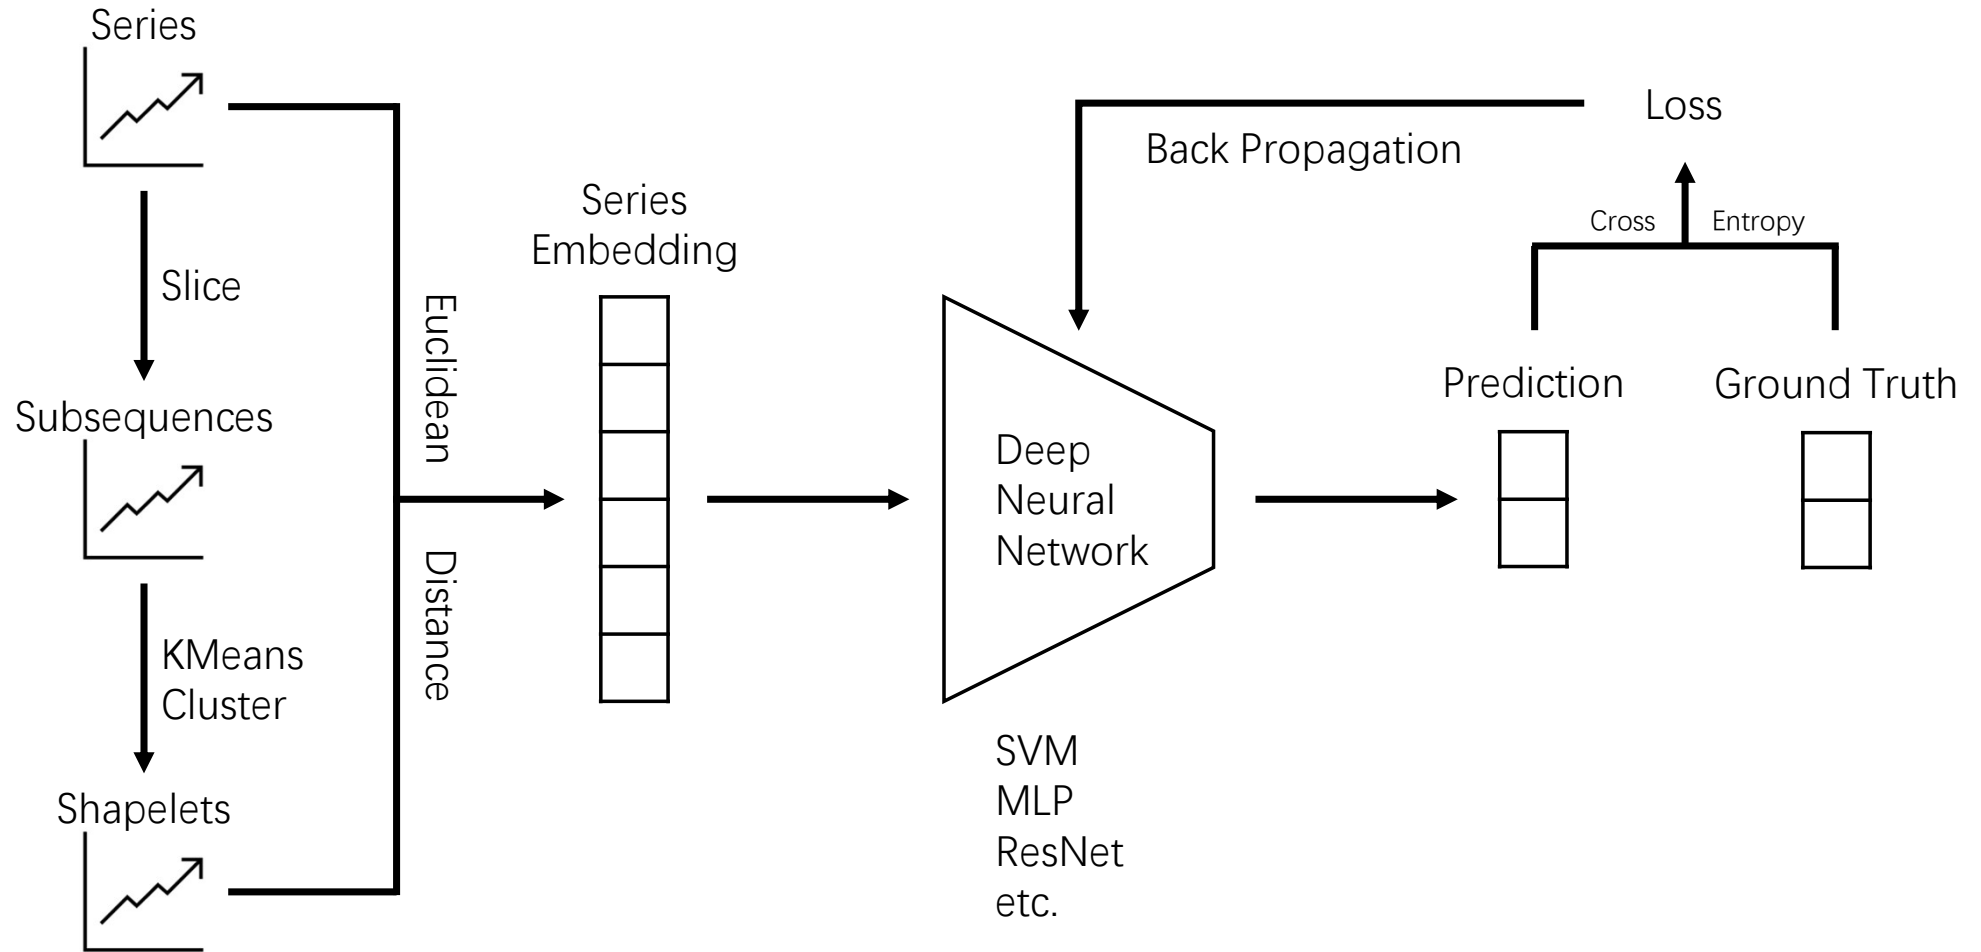 Series
Slice
Subsequences
KMeans
Cluster
Shapelets
Euclidean
Distance
Series
Embedding
Deep
Neural
Network
SVM
MLP
ResNet
etc.
Back Propagation
Loss
Cross Entropy
Prediction
Ground Truth